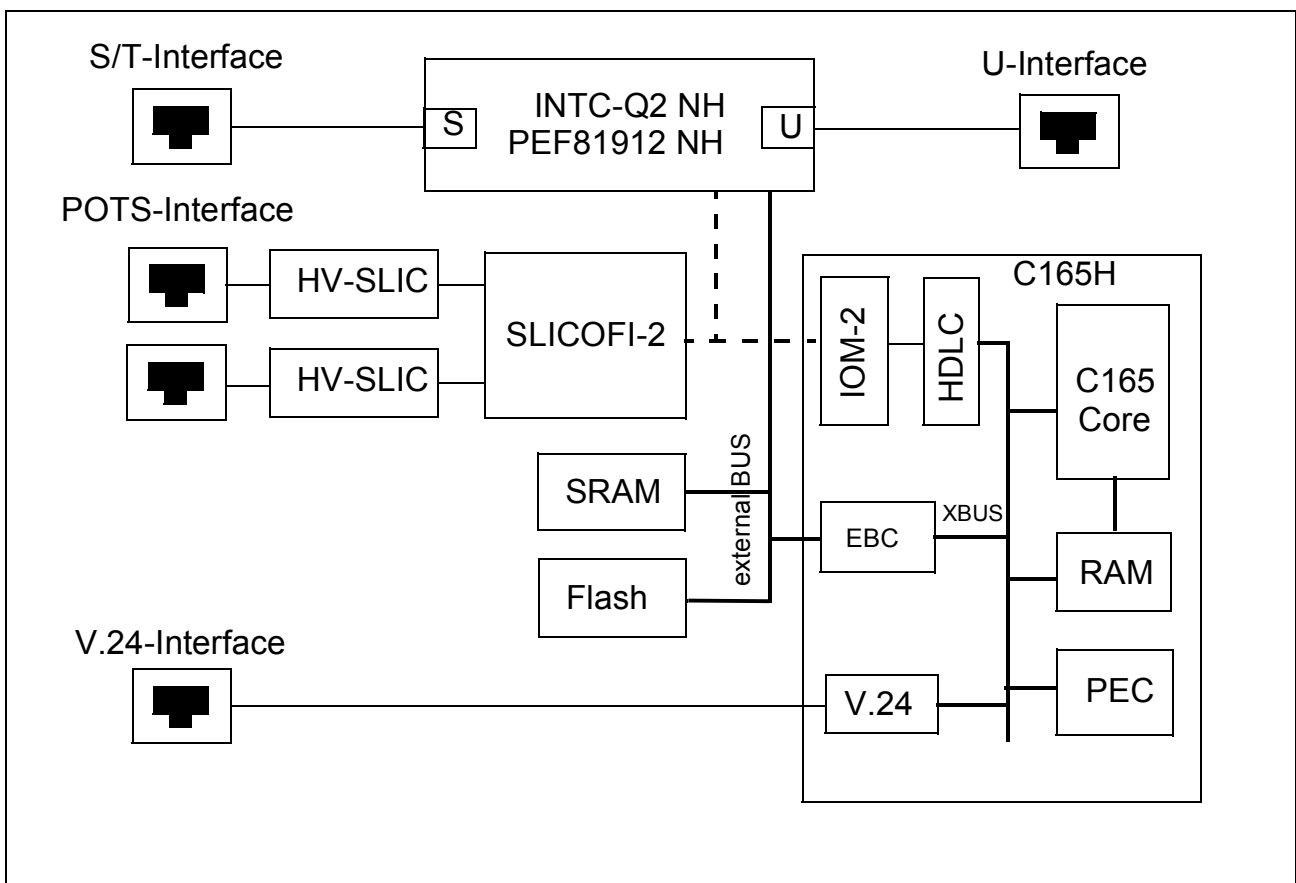 S/T-Interface
U-Interface
INTC-Q2 NH
PEF81912 NH
S
U
POTS-Interface
HV-SLIC
HV-SLIC
SLICOFI-2
C165H
IOM-2
HDLC
C165
Core
SRAM
external BUS
EBC
XBUS
RAM
Flash
V.24-Interface
V.24
PEC